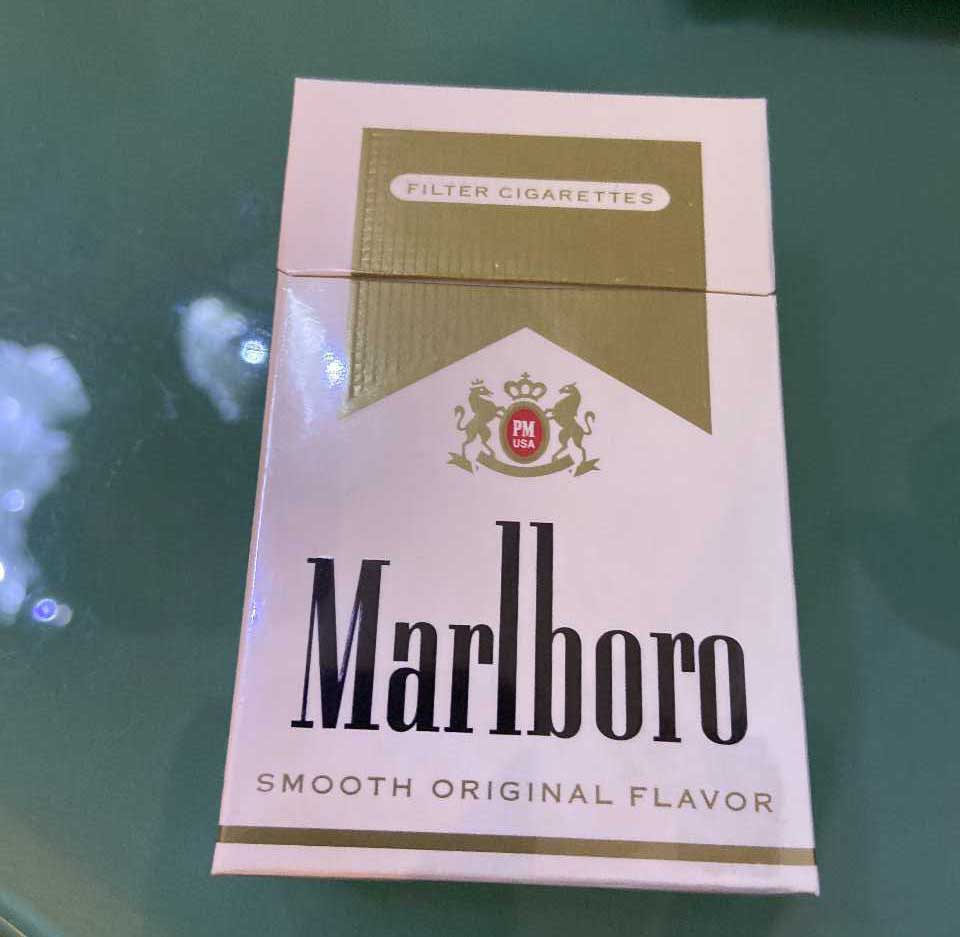 FILTER CIGARETTES
PM
USA
Marlboro
SMOOTH ORIGINAL FLAVOR